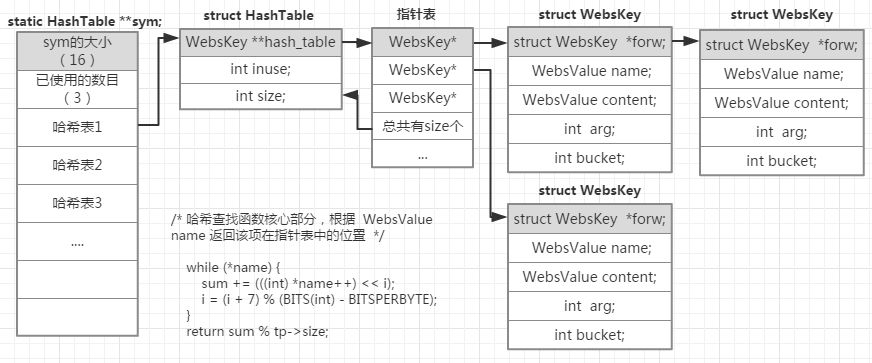 static HashTable **sym;
sym的大小
（16）
已使用的数目
（3）
哈希表1
哈希表2
哈希表3
....
struct HashTable
WebsKey **hash_table
int inuse;
int size;
指针表
WebsKey*
WebsKey*
WebsKey*
总共有size个
...
struct WebsKey
struct WebsKey *forw;
WebsValue name;
WebsValue content;
int arg;
int bucket;
struct WebsKey
struct WebsKey *forw;
WebsValue name;
WebsValue content;
int arg;
int bucket;
struct WebsKey
struct WebsKey *forw;
WebsValue name;
WebsValue content;
int arg;
int bucket;
/* 哈希查找函数核心部分，根据 WebsValue
name 返回该项在指针表中的位置 */
while (*name) {
sum += (((int) *name++) << i);
i = (i + 7) % (BITS(int) - BITSPERBYTE);
}
return sum % tp->size;